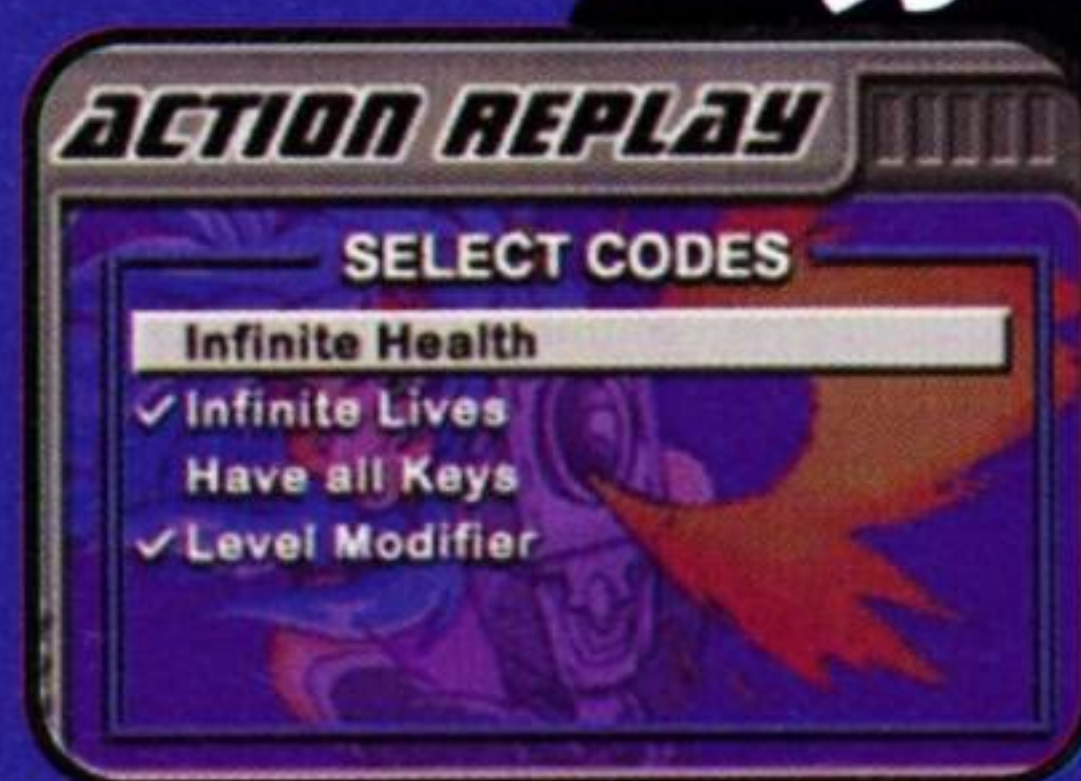 ACTION REPLAY
SELECT CODES
Infinite Health
✓ Infinite Lives
Have all Keys
✓ Level Modifier